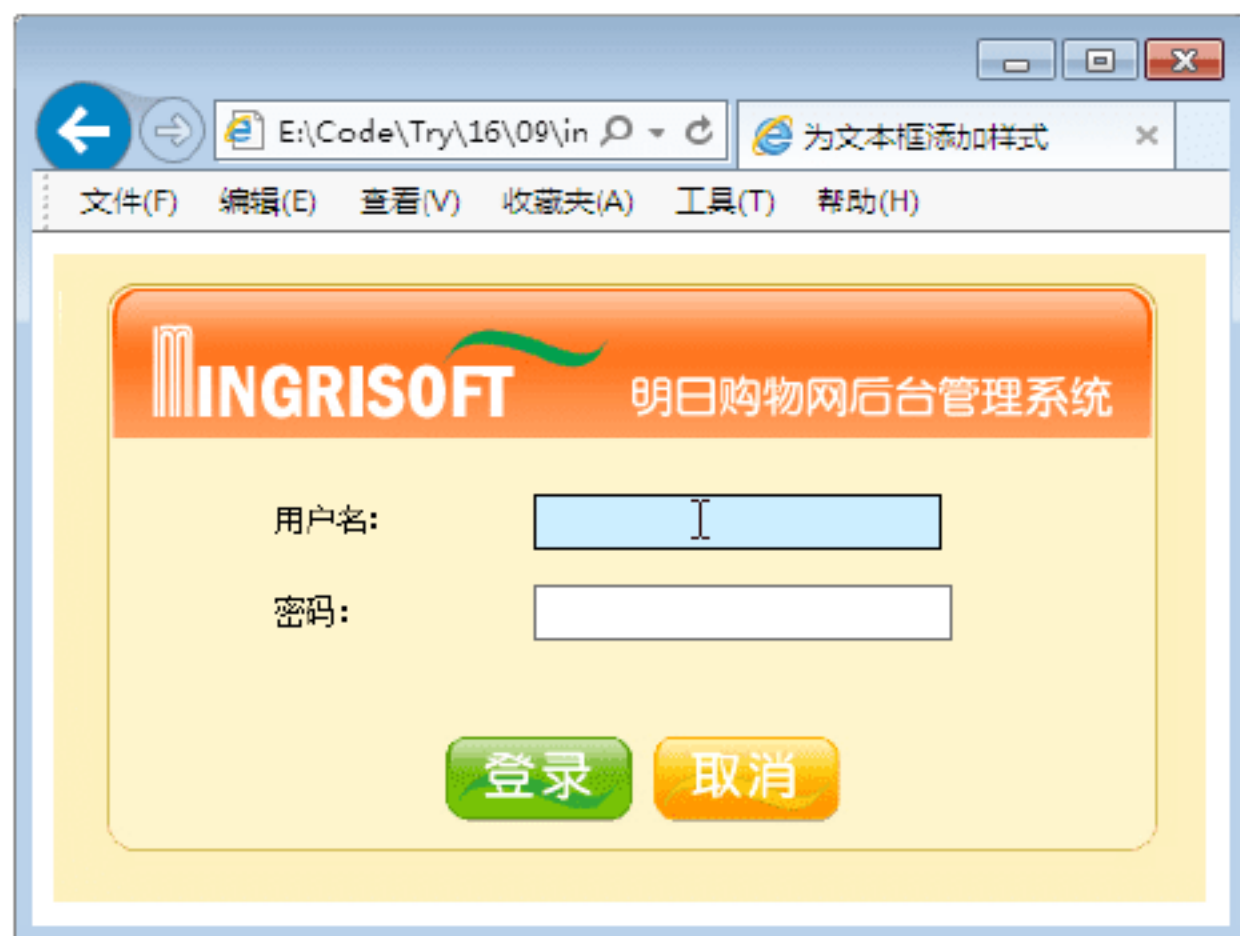 E:\Code\Try\16\09\in
为文本框添加样式
文件(F) 编辑(E) 查看(V) 收藏夹(A) 工具(T) 帮助(H)
MINGRISOFT 明日购物网后台管理系统
用户名:
密码:
登录 取消